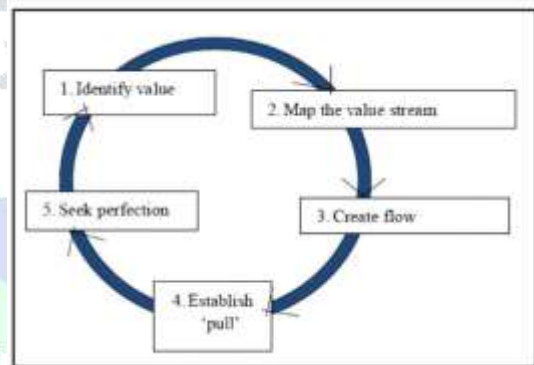 1. Identify value
2. Map the value stream
3. Create flow
4. Establish
‘pull’
5. Seek perfection